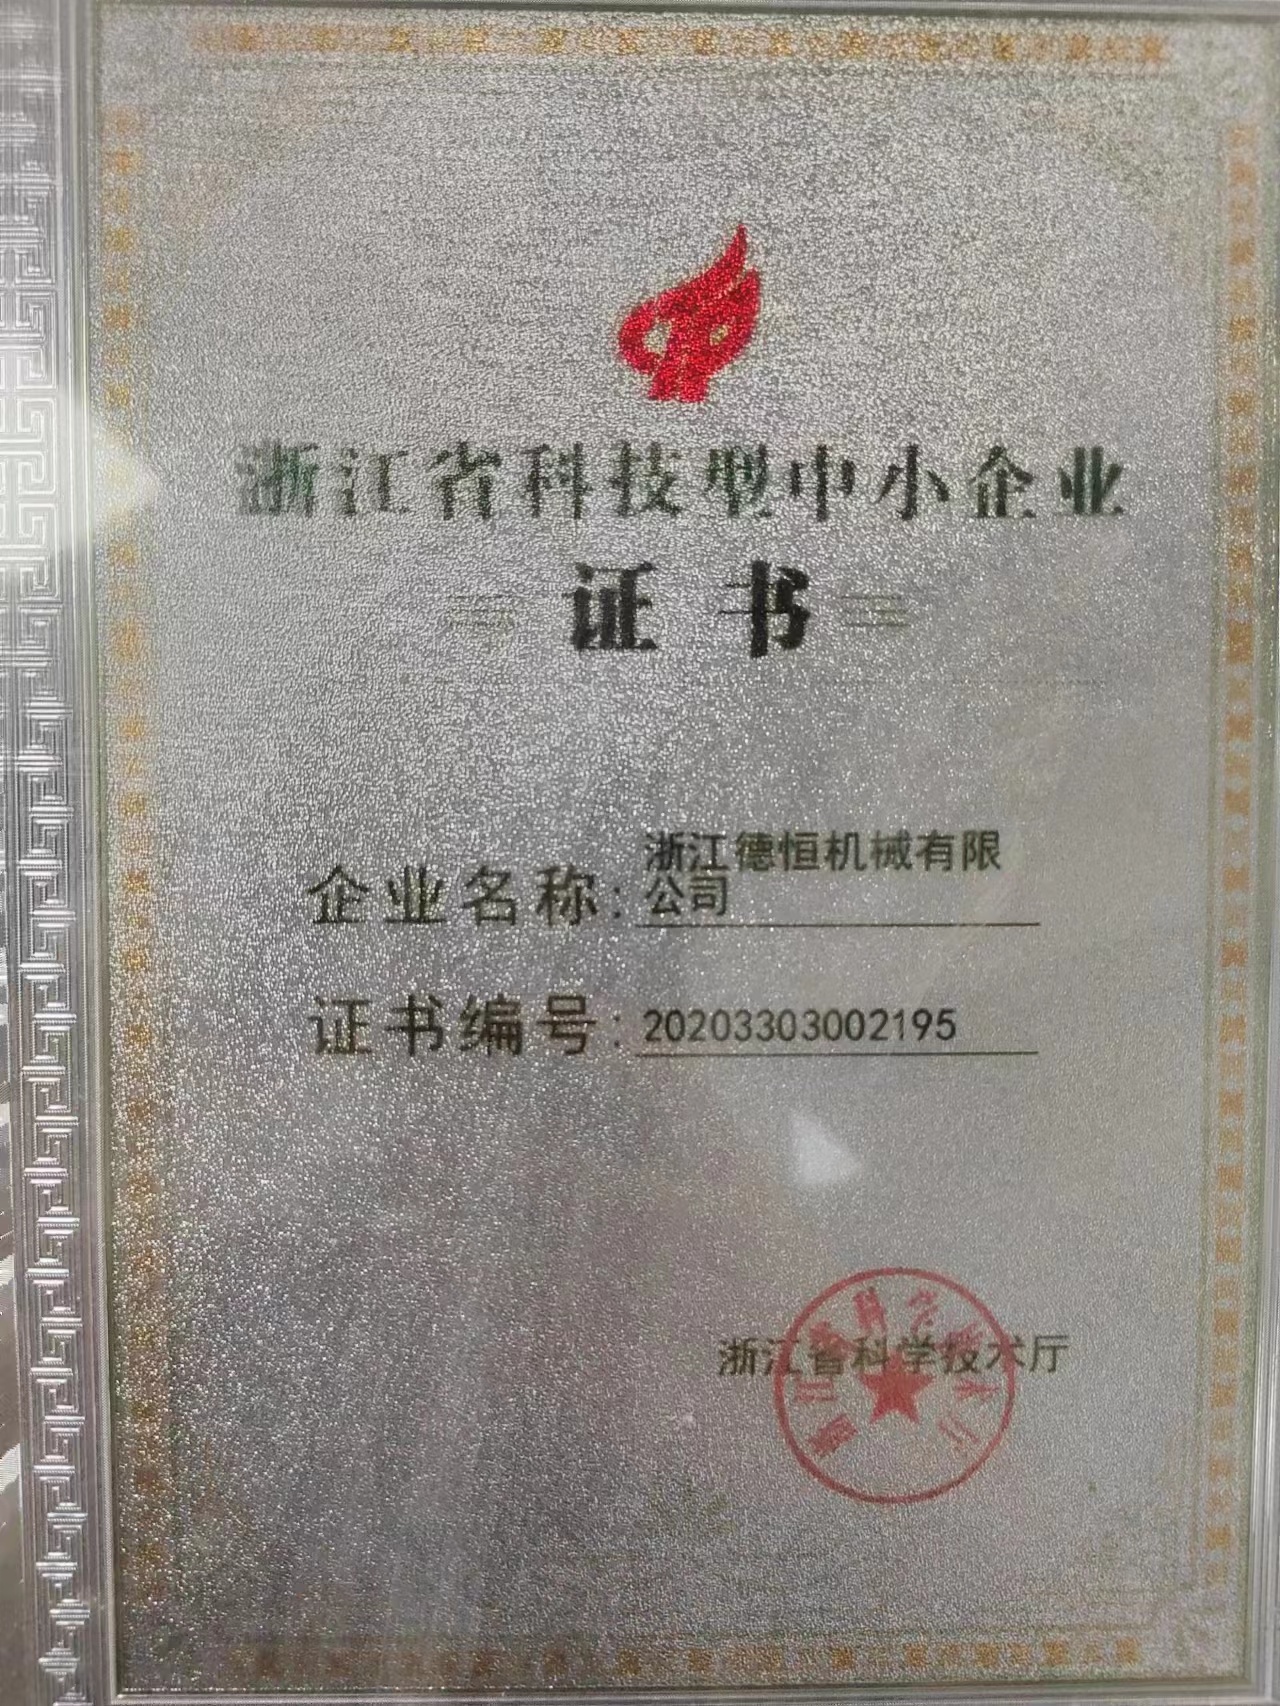 浙江省科技型中小企业
证书
企业名称:浙江德恒机械有限
公司
证书编号:20203303002195
浙江省科学技术厅